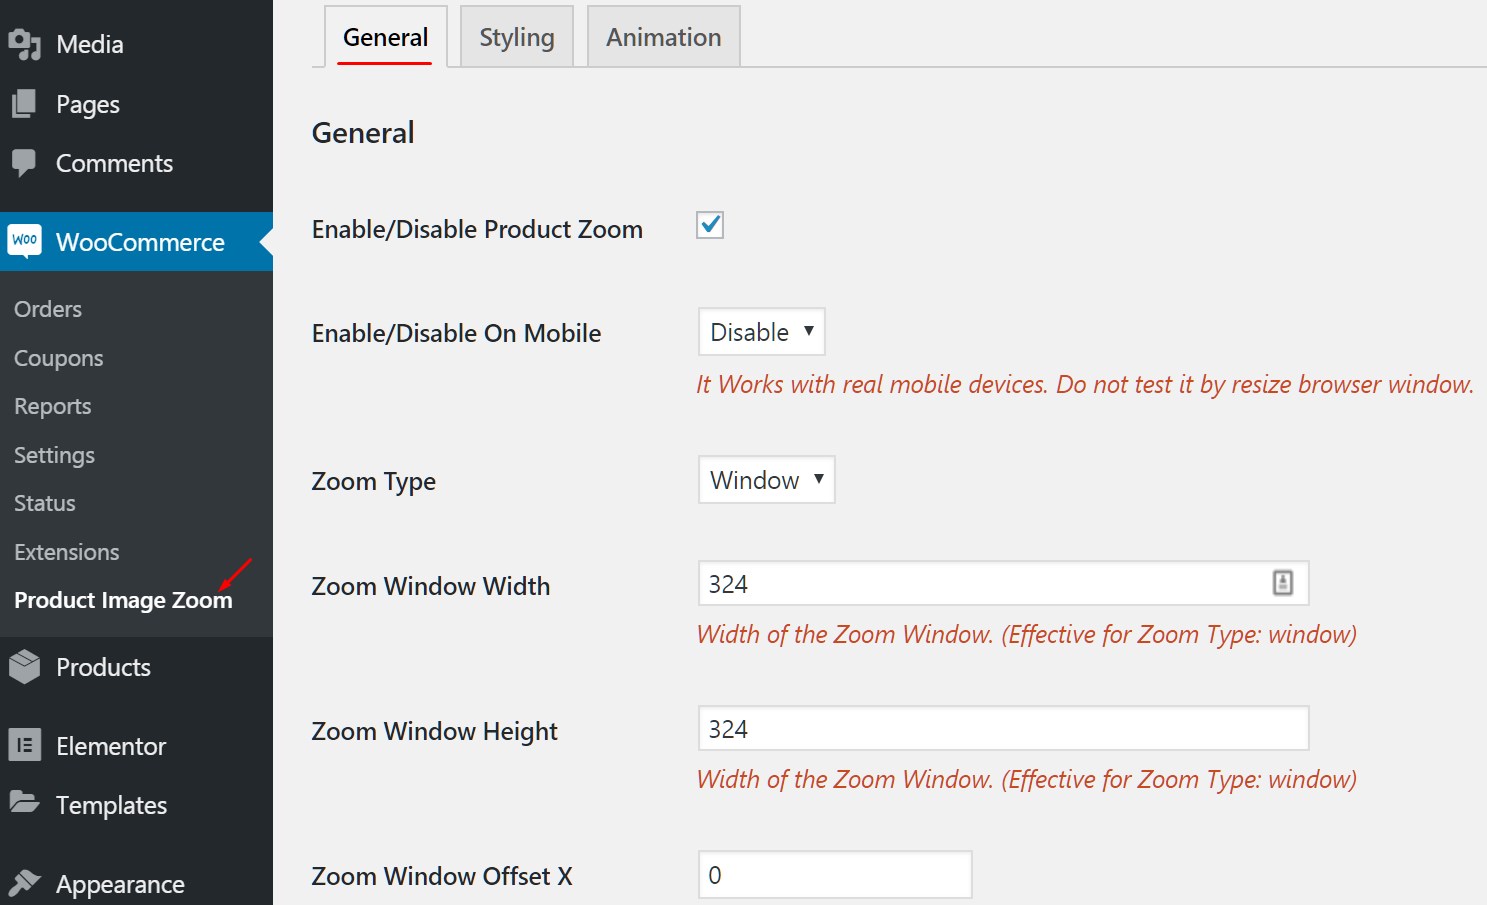 Media
Pages
Comments
Woo
WooCommerce
Orders
Coupons
Reports
Settings
Status
Extensions
Product Image Zoom
Products
Elementor
Templates
Appearance
General
Styling
Animation
General
Enable/Disable Product Zoom
Enable/Disable On Mobile
Disable
It Works with real mobile devices. Do not test it by resize browser window.
Zoom Type
Window
Zoom Window Width
324
Width of the Zoom Window. (Effective for Zoom Type: window)
Zoom Window Height
324
Width of the Zoom Window. (Effective for Zoom Type: window)
Zoom Window Offset X
0